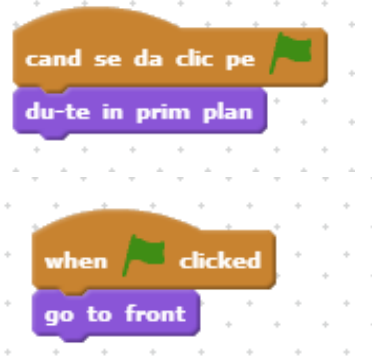 cand se da clic pe
du-te in prim plan
when clicked
go to front